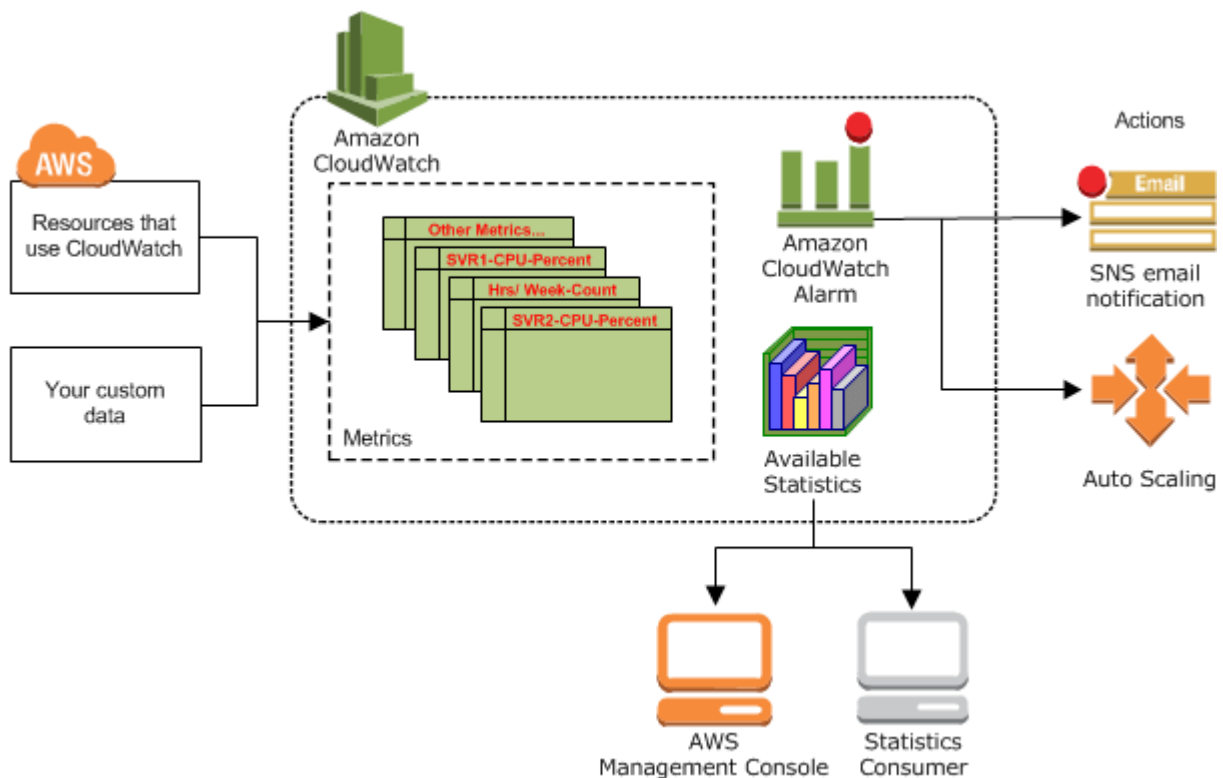 Amazon
CloudWatch
AWS
Resources that
use CloudWatch
Your custom
data
Other Metrics...
SVR1-CPU-Percent
Hrs/ Week-Count
SVR2-CPU-Percent
Metrics
Amazon
CloudWatch
Alarm
Available
Statistics
Actions
Email
SNS email
notification
Auto Scaling
AWS
Management Console
Statistics
Consumer